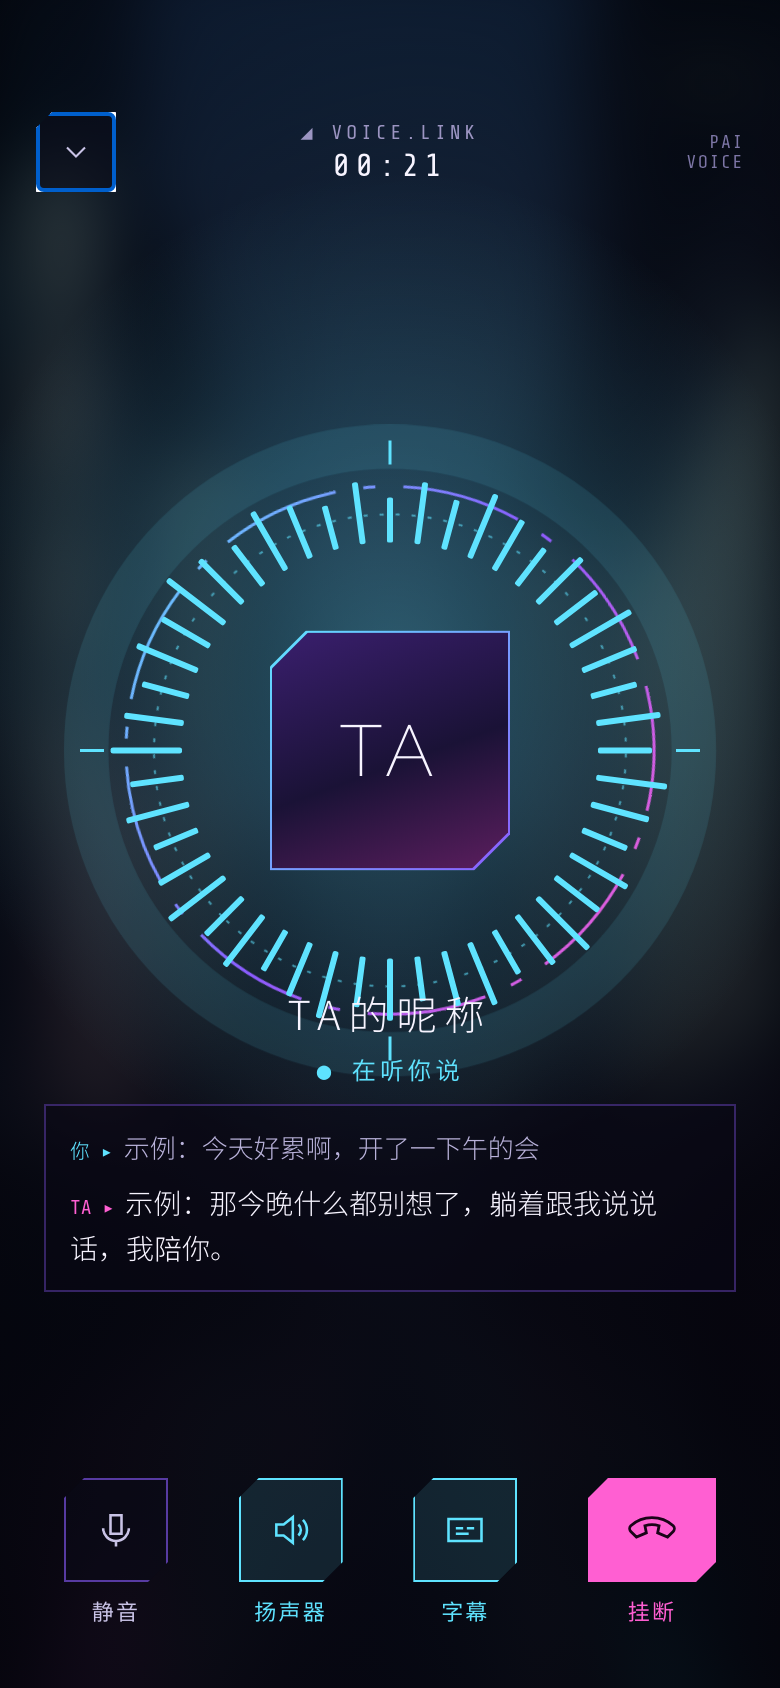 VOICE.LINK
00:21
PAI
VOICE
TA
TA的昵称
在听你说
你 ▸ 示例：今天好累啊，开了一下午的会
TA ▸ 示例：那今晚什么都别想了，躺着跟我说说
话，我陪你。
静音
扬声器
字幕
挂断